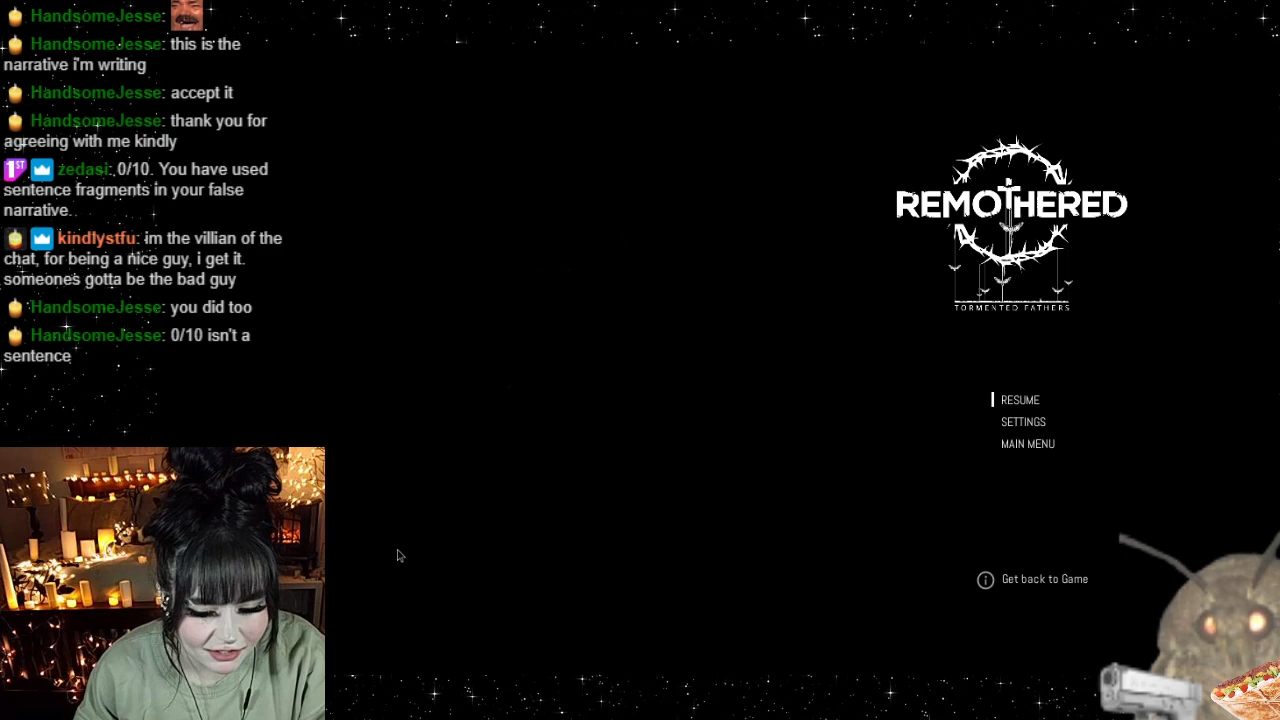 HandsomeJesse:
HandsomeJesse: this is the
narrative i'm writing
HandsomeJesse: accept it
HandsomeJesse: thank you for
agreeing with me kindly
1ST zedasi: 0/10. You have used
sentence fragments in your false
narrative.
kindlystfu: im the villian of the
chat, for being a nice guy, i get it.
someones gotta be the bad guy
HandsomeJesse: you did too
HandsomeJesse: 0/10 isn't a
sentence
REMOTHERED
TORMENTED FATHERS
RESUME
SETTINGS
MAIN MENU
Get back to Game